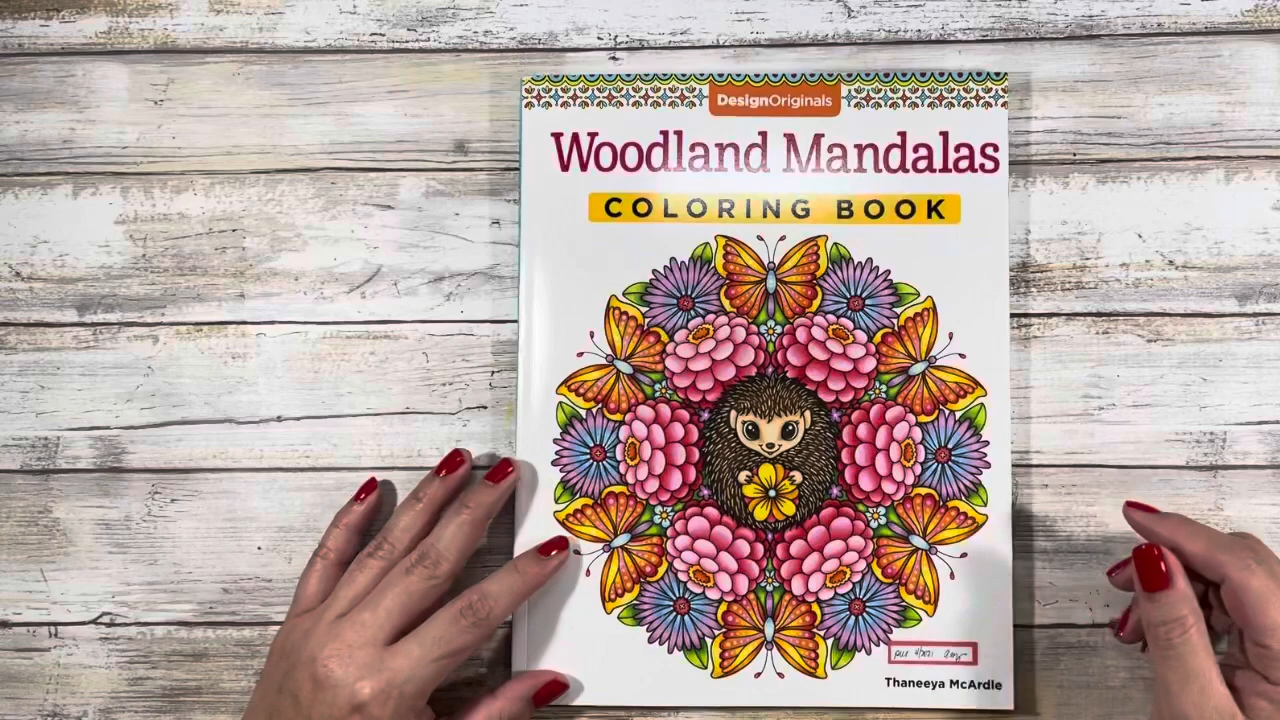 DesignOriginals
Woodland Mandalas
COLORING BOOK
Thaneeya McArdle